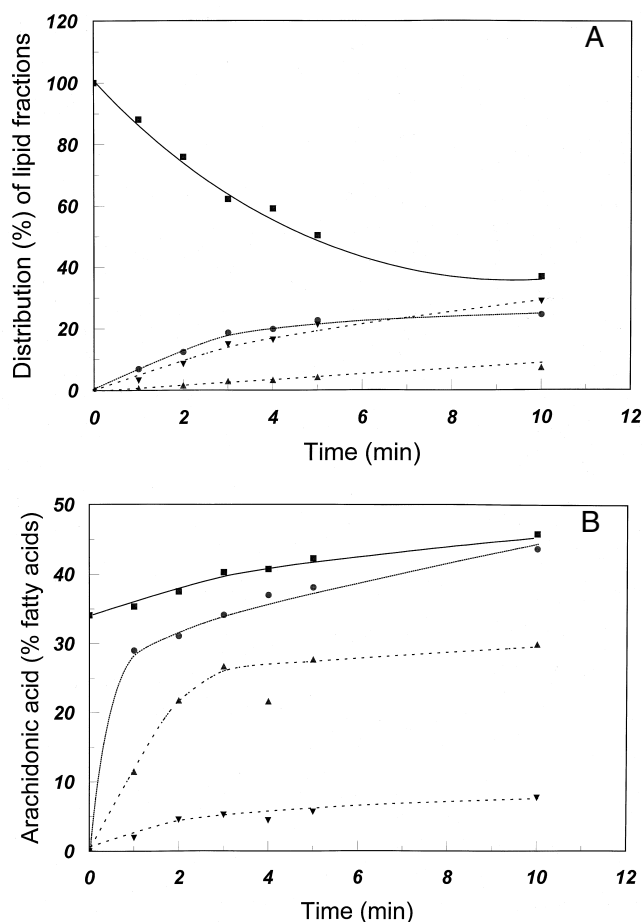 A
Distribution (%) of lipid fractions
120
100
80
60
40
20
0
0 2 4 6 8 10 12
Time (min)
B
Arachidonic acid (% fatty acids)
50
40
30
20
10
0
0 2 4 6 8 10 12
Time (min)